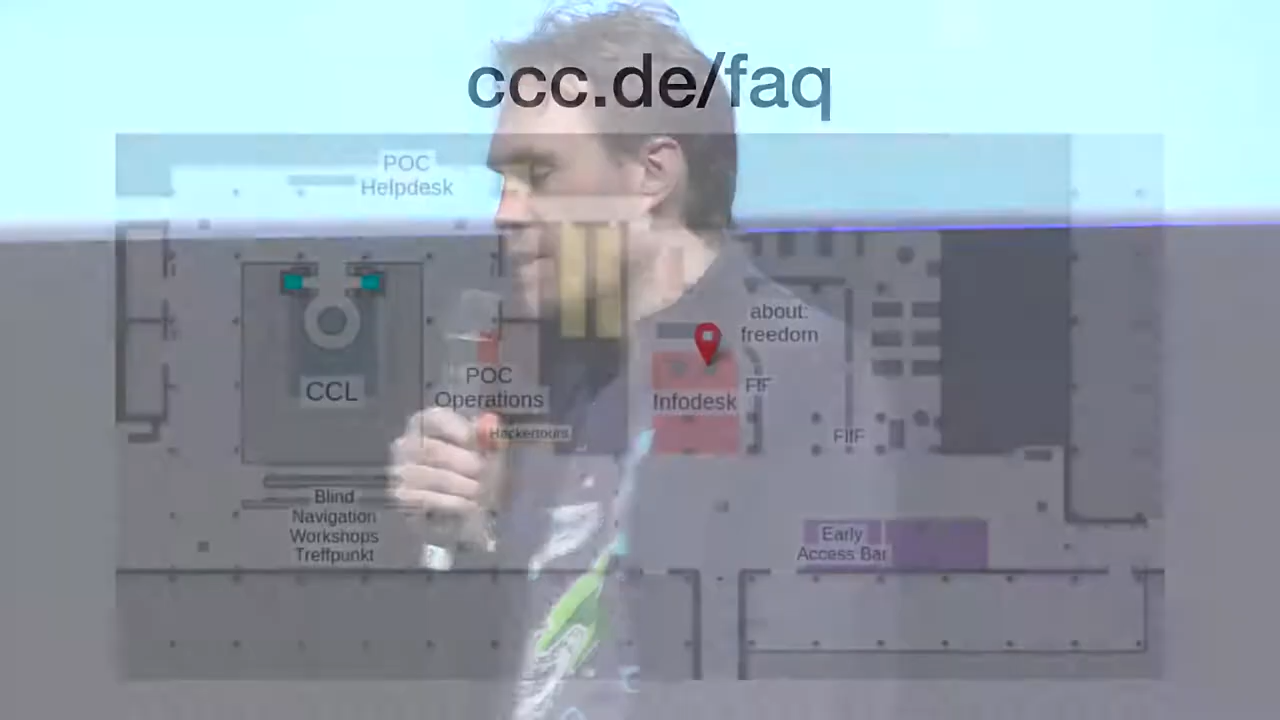 ccc.de/faq
POC
Helpdesk
about:
freedom
CCL
POC
Operations
Infodesk
FfF
Hackertours
FIfF
Blind
Navigation
Workshops
Treffpunkt
Early
Access Bar